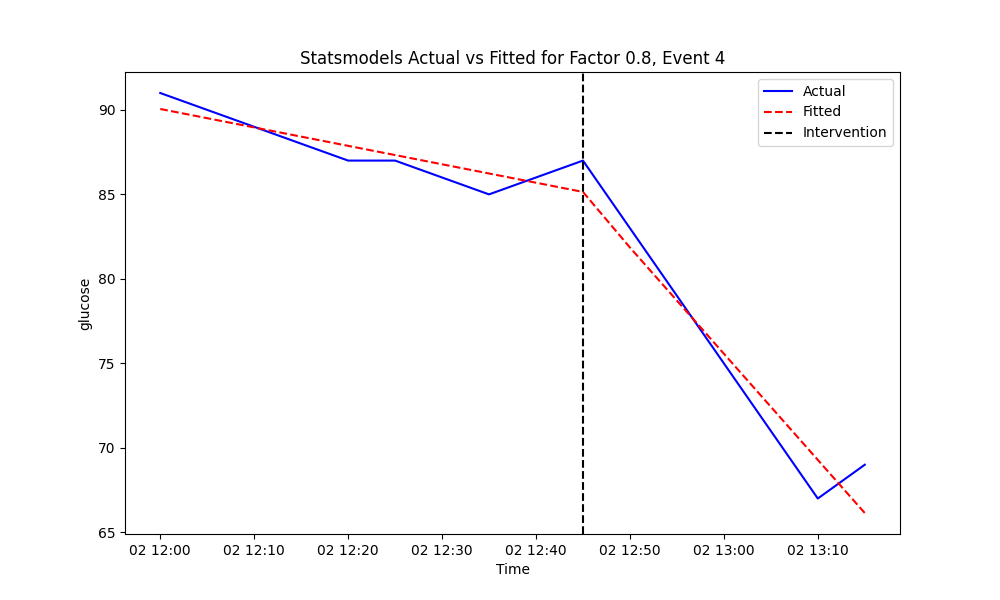 Statsmodels Actual vs Fitted for Factor 0.8, Event 4
Actual
Fitted
Intervention
90
85
80
75
70
65
glucose
02 12:00 02 12:10 02 12:20 02 12:30 02 12:40 02 12:50 02 13:00 02 13:10
Time